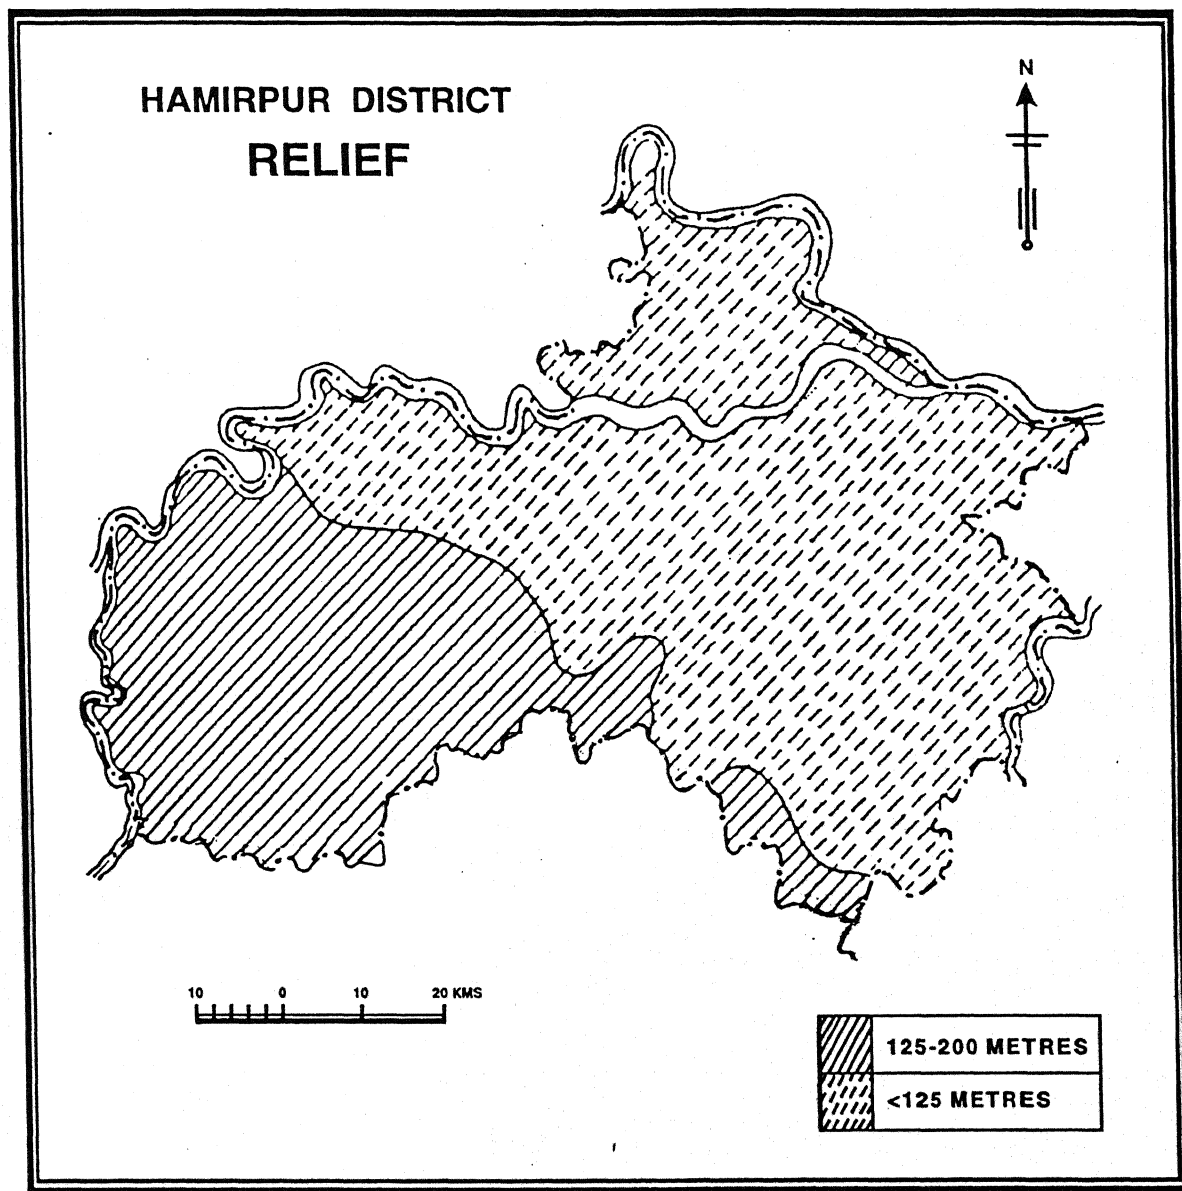 HAMIRPUR DISTRICT
RELIEF
N
10 0 10 20 KMS
125-200 METRES
<125 METRES